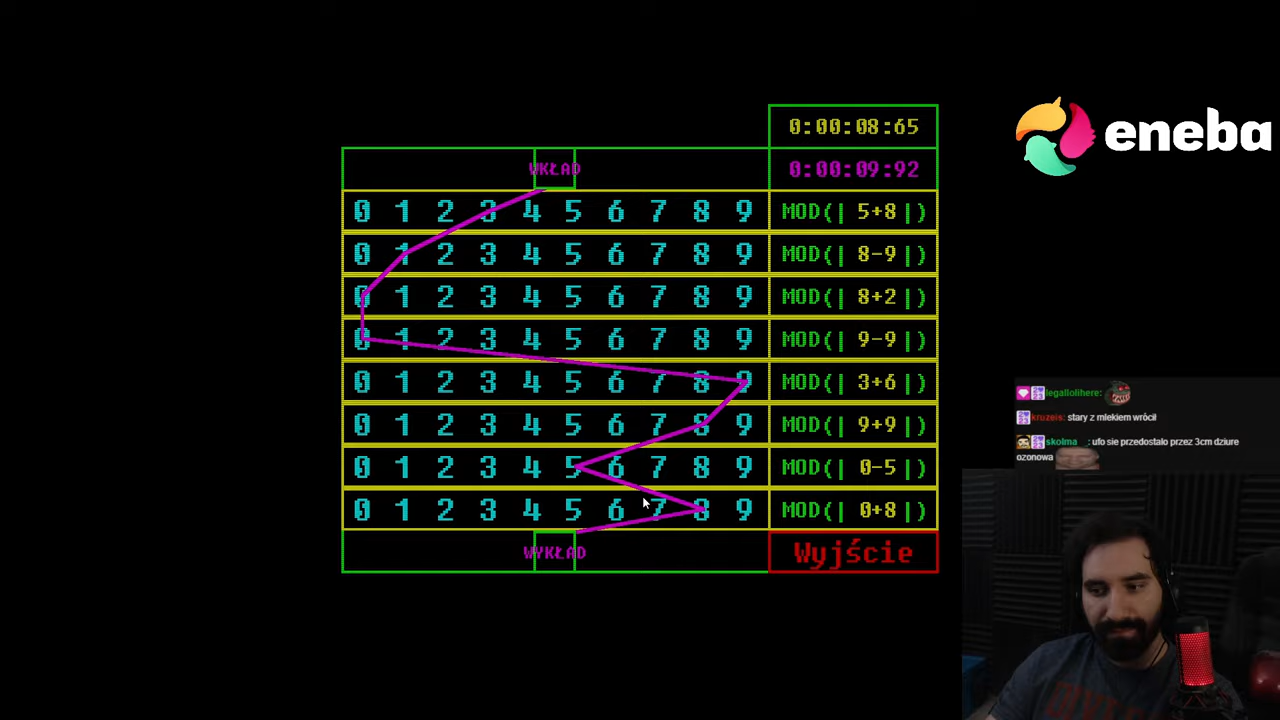 0:00:08:65
eneba
WKŁAD
0:00:09:92
0 1 2 3 4 5 6 7 8 9 MOD(| 5+8 |)
0 1 2 3 4 5 6 7 8 9 MOD(| 8-9 |)
0 1 2 3 4 5 6 7 8 9 MOD(| 8+2 |)
0 1 2 3 4 5 6 7 8 9 MOD(| 9-9 |)
0 1 2 3 4 5 6 7 8 9 MOD(| 3+6 |)
0 1 2 3 4 5 6 7 8 9 MOD(| 9+9 |)
0 1 2 3 4 5 6 7 8 9 MOD(| 0-5 |)
0 1 2 3 4 5 6 7 8 9 MOD(| 0+8 |)
WYKŁAD
Wyjście
legallolihere:
kruzeis: stary z mlekiem wrócił
skolma__: ufo sie przedostało przez 3cm dziure
ozonowa